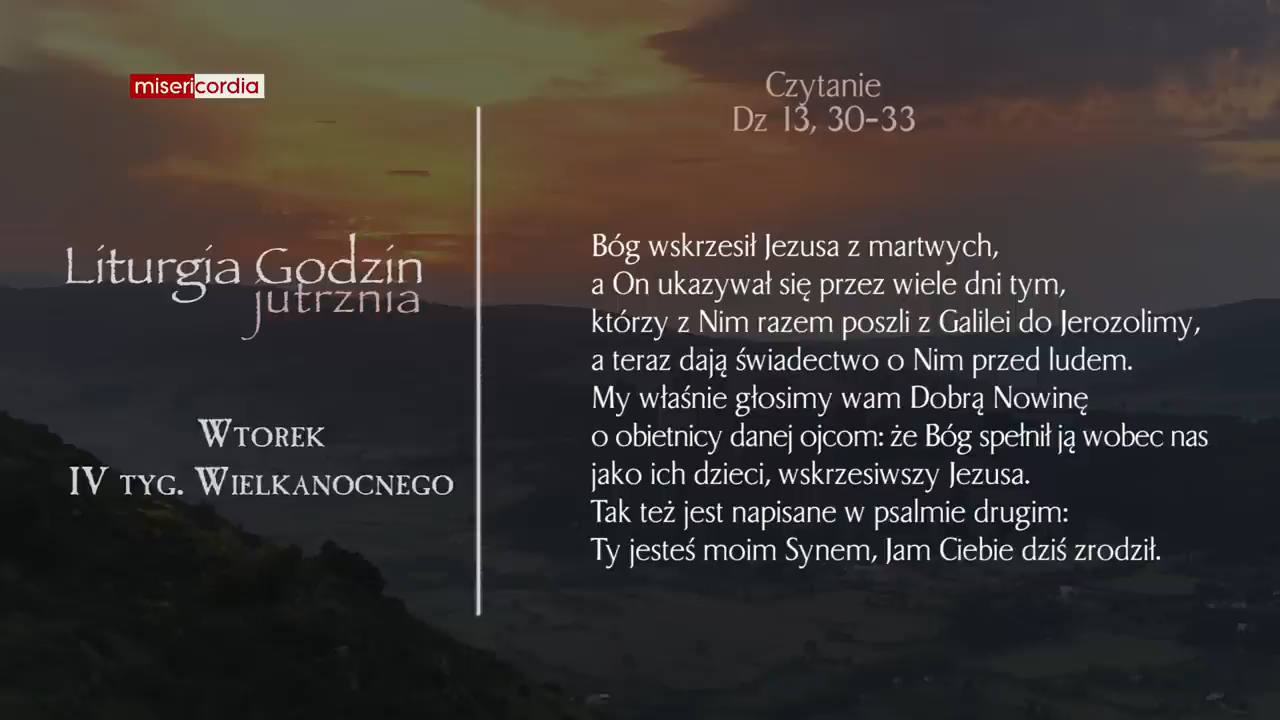 misericordia
Liturgia Godzin
jutrznia
Wtorek
IV tyg. Wielkanocnego
Czytanie
Dz 13, 30-33
Bóg wskrzesił Jezusa z martwych,
a On ukazywał się przez wiele dni tym,
którzy z Nim razem poszli z Galilei do Jerozolimy,
a teraz dają świadectwo o Nim przed ludem.
My właśnie głosimy wam Dobrą Nowinę
o obietnicy danej ojcom: że Bóg spełnił ją wobec nas
jako ich dzieci, wskrzesiwszy Jezusa.
Tak też jest napisane w psalmie drugim:
Ty jesteś moim Synem, Jam Ciebie dziś zrodził.